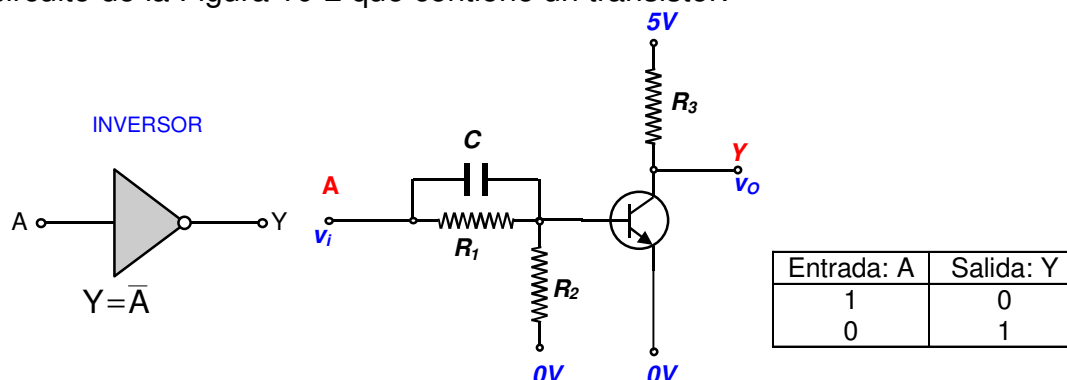 circuito de la Figura 10-2 que contiene un transistor.
5V
R3
INVERSOR
C
Y
A
vO
A
Y
vi
R1
Entrada: A Salida: Y
R2
1 0
Y=A̅
0 1
0V 0V